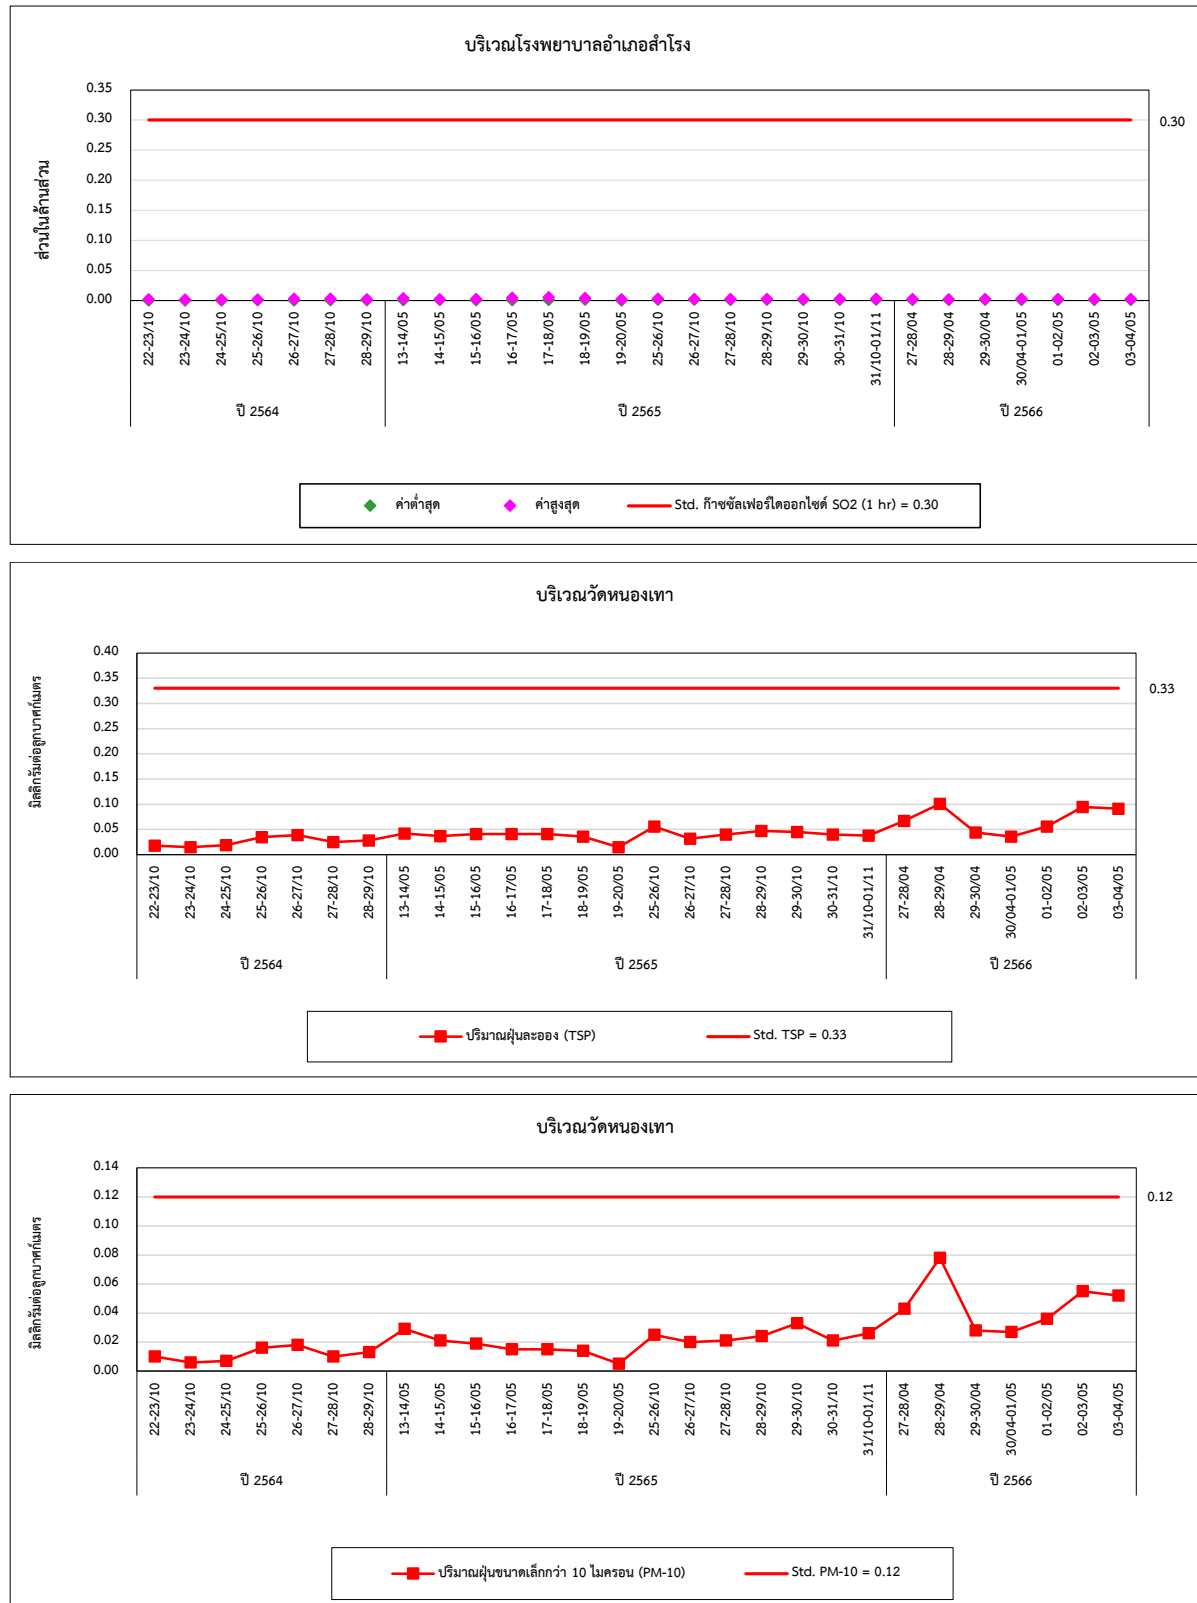 บริเวณโรงพยาบาลอำเภอสำโรง
ส่วนในล้านส่วน
0.35
0.30
0.25
0.20
0.15
0.10
0.05
0.00
0.30
22-23/10 23-24/10 24-25/10 25-26/10 26-27/10 27-28/10 28-29/10 13-14/05 14-15/05 15-16/05 16-17/05 17-18/05 18-19/05 19-20/05 25-26/10 26-27/10 27-28/10 28-29/10 29-30/10 30-31/10 31/10-01/11 27-28/04 28-29/04 29-30/04 30/04-01/05 01-02/05 02-03/05 03-04/05
ปี 2564 ปี 2565 ปี 2566
ค่าต่ำสุด ค่าสูงสุด Std. ก๊าซซัลเฟอร์ไดออกไซด์ SO2 (1 hr) = 0.30
บริเวณวัดหนองเทา
มิลลิกรัมต่อลูกบาศก์เมตร
0.40
0.35
0.30
0.25
0.20
0.15
0.10
0.05
0.00
0.33
22-23/10 23-24/10 24-25/10 25-26/10 26-27/10 27-28/10 28-29/10 13-14/05 14-15/05 15-16/05 16-17/05 17-18/05 18-19/05 19-20/05 25-26/10 26-27/10 27-28/10 28-29/10 29-30/10 30-31/10 31/10-01/11 27-28/04 28-29/04 29-30/04 30/04-01/05 01-02/05 02-03/05 03-04/05
ปี 2564 ปี 2565 ปี 2566
ปริมาณฝุ่นละออง (TSP) Std. TSP = 0.33
บริเวณวัดหนองเทา
มิลลิกรัมต่อลูกบาศก์เมตร
0.14
0.12
0.10
0.08
0.06
0.04
0.02
0.00
0.12
22-23/10 23-24/10 24-25/10 25-26/10 26-27/10 27-28/10 28-29/10 13-14/05 14-15/05 15-16/05 16-17/05 17-18/05 18-19/05 19-20/05 25-26/10 26-27/10 27-28/10 28-29/10 29-30/10 30-31/10 31/10-01/11 27-28/04 28-29/04 29-30/04 30/04-01/05 01-02/05 02-03/05 03-04/05
ปี 2564 ปี 2565 ปี 2566
ปริมาณฝุ่นขนาดเล็กกว่า 10 ไมครอน (PM-10) Std. PM-10 = 0.12